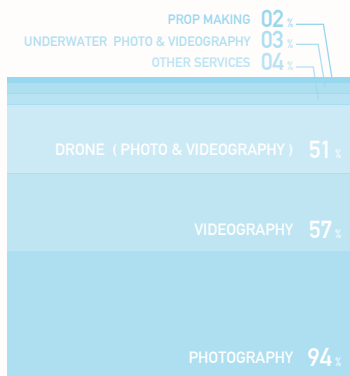 PROP MAKING 02 %
UNDERWATER PHOTO & VIDEOGRAPHY 03 %
OTHER SERVICES 04 %
DRONE ( PHOTO & VIDEOGRAPHY ) 51 %
VIDEOGRAPHY 57 %
PHOTOGRAPHY 94 %